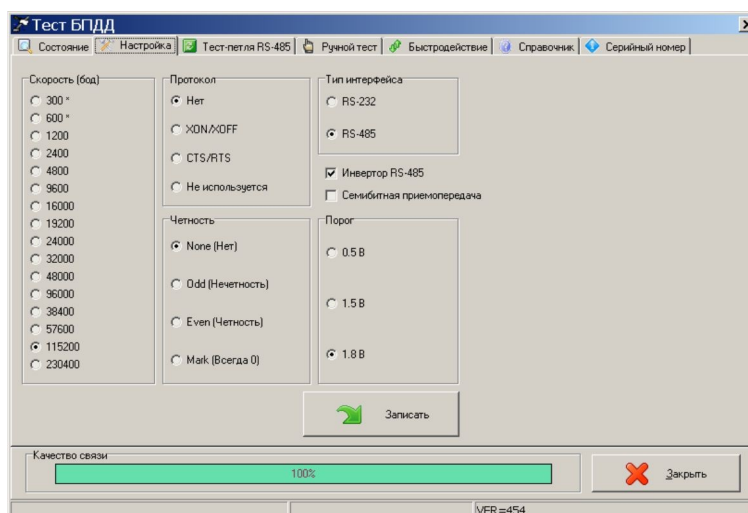 Тест БПДД
Состояние Настройка Тест-петля RS-485 Ручной тест Быстродействие Справочник Серийный номер
Скорость (бод)
300 *
600 *
1200
2400
4800
9600
16000
19200
24000
32000
48000
96000
38400
57600
115200
230400
Протокол
Нет
XON/XOFF
CTS/RTS
Не используется
Четность
None (Нет)
Odd (Нечетность)
Even (Четность)
Mark (Всегда 0)
Тип интерфейса
RS-232
RS-485
Инвертор RS-485
Семибитная приемопередача
Порог
0.5 В
1.5 В
1.8 В
Записать
Качество связи
100%
Закрыть
VER=454